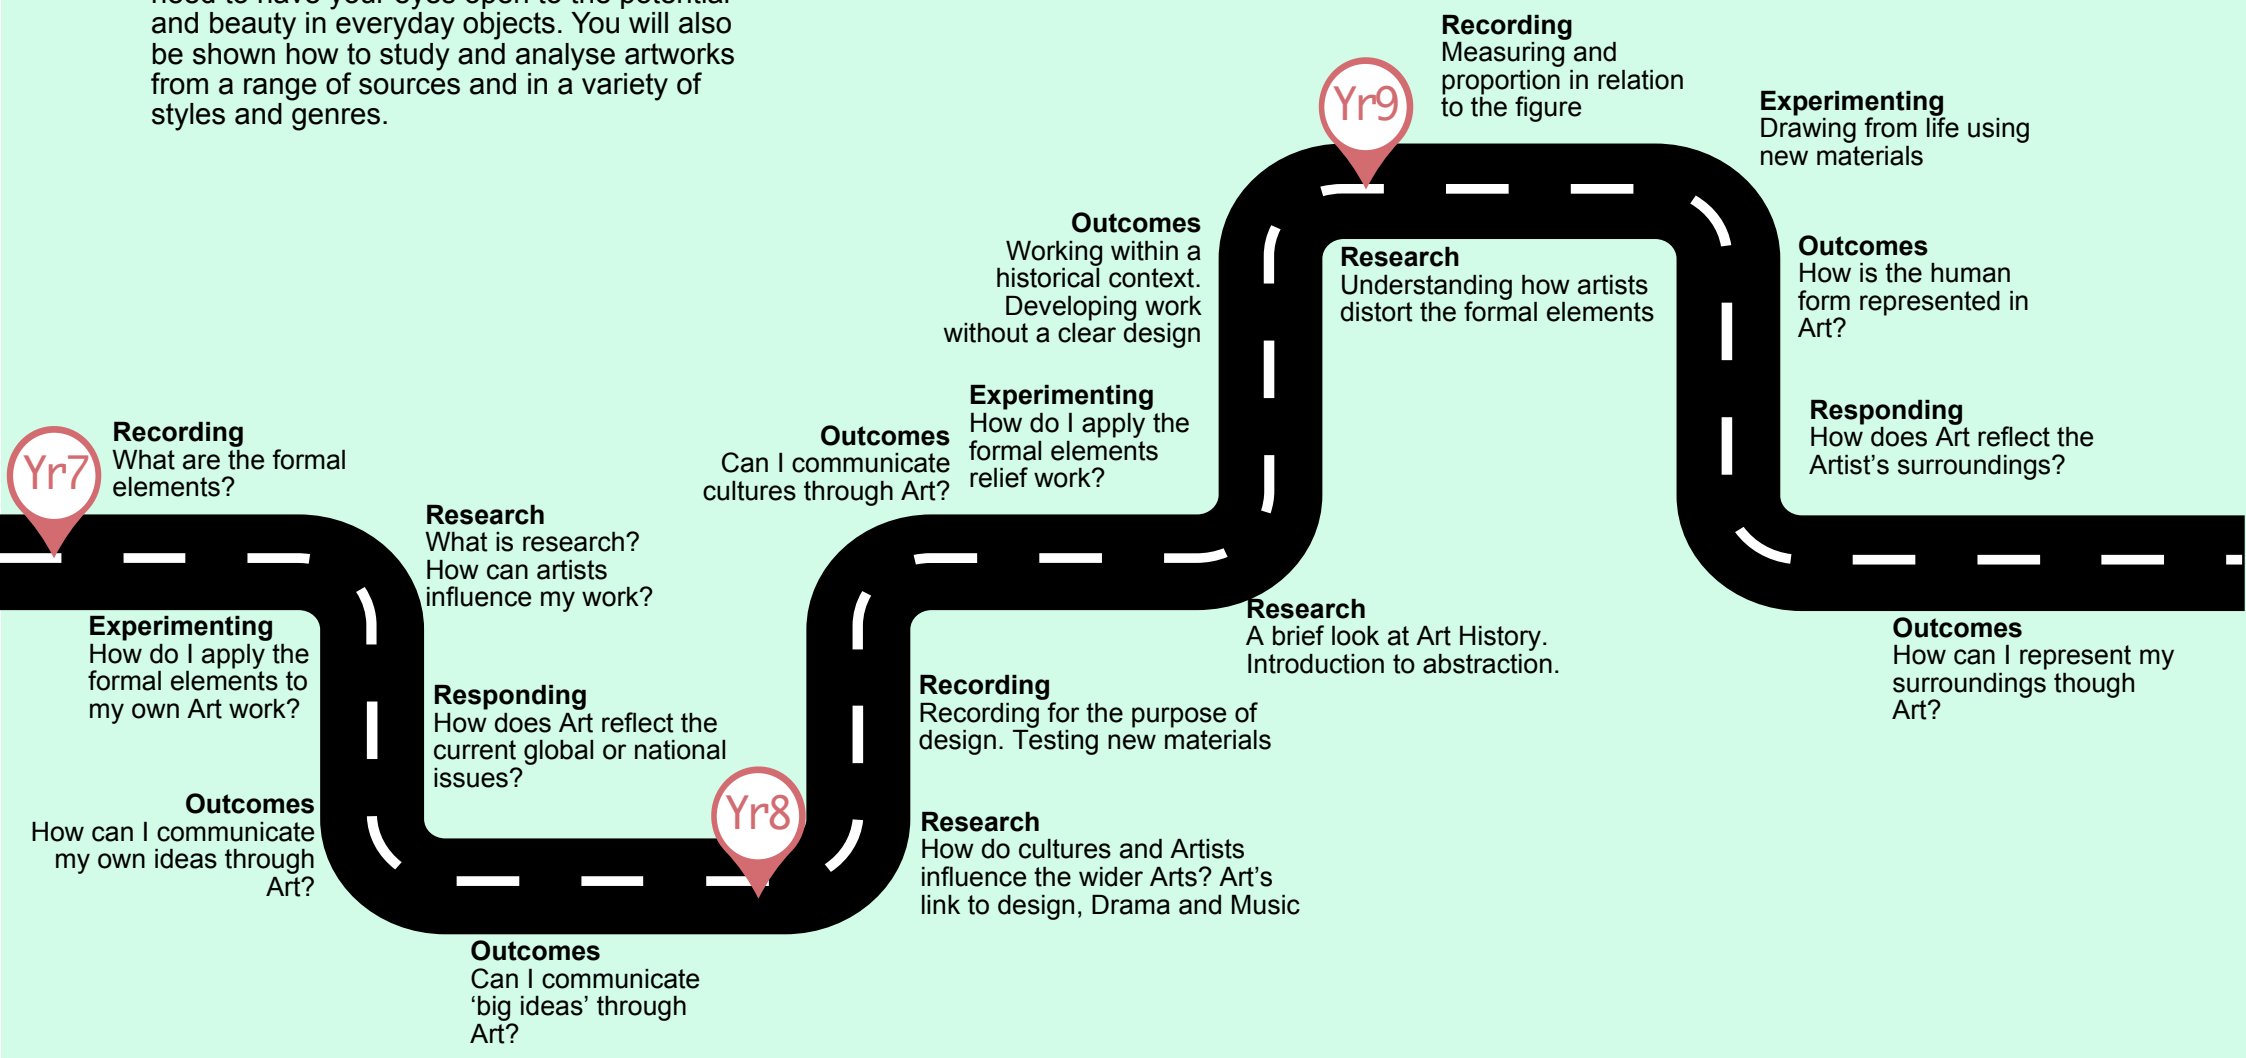 need to have your eyes open to the potential
and beauty in everyday objects. You will also
be shown how to study and analyse artworks
from a range of sources and in a variety of
styles and genres.
Yr7
Recording
What are the formal
elements?
Experimenting
How do I apply the
formal elements to
my own Art work?
Research
What is research?
How can artists
influence my work?
Outcomes
How can I communicate
my own ideas through
Art?
Responding
How does Art reflect the
current global or national
issues?
Outcomes
Can I communicate
‘big ideas’ through
Art?
Yr8
Research
How do cultures and Artists
influence the wider Arts? Art’s
link to design, Drama and Music
Recording
Recording for the purpose of
design. Testing new materials
Outcomes
Can I communicate
cultures through Art?
Experimenting
How do I apply the
formal elements
relief work?
Research
A brief look at Art History.
Introduction to abstraction.
Outcomes
Working within a
historical context.
Developing work
without a clear design
Yr9
Recording
Measuring and
proportion in relation
to the figure
Research
Understanding how artists
distort the formal elements
Experimenting
Drawing from life using
new materials
Outcomes
How is the human
form represented in
Art?
Responding
How does Art reflect the
Artist’s surroundings?
Outcomes
How can I represent my
surroundings though
Art?